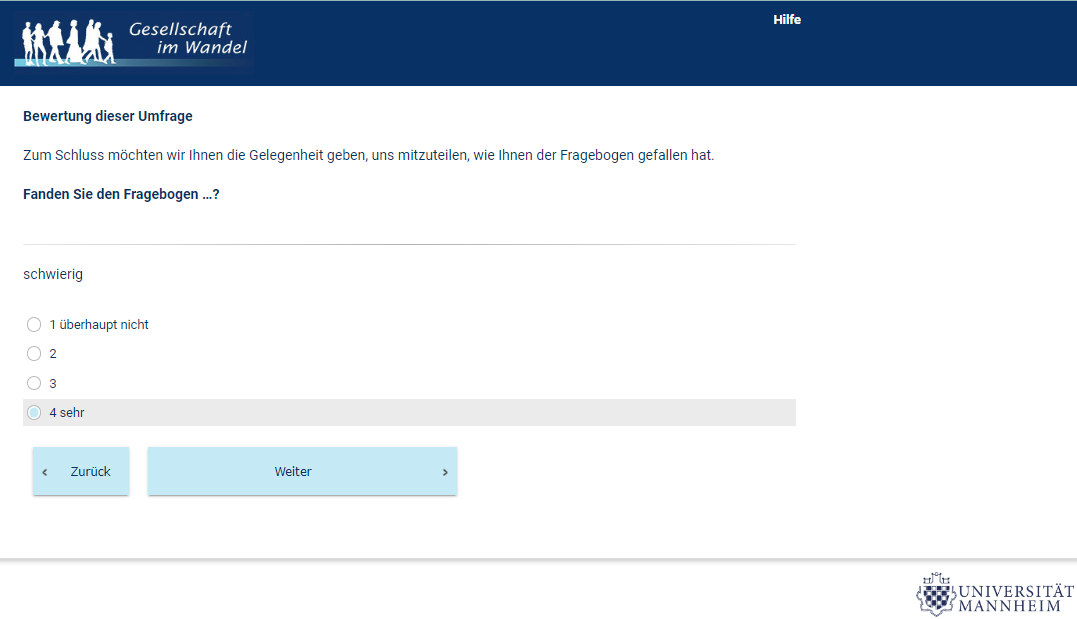 Gesellschaft
im Wandel
Hilfe
Bewertung dieser Umfrage
Zum Schluss möchten wir Ihnen die Gelegenheit geben, uns mitzuteilen, wie Ihnen der Fragebogen gefallen hat.
Fanden Sie den Fragebogen ...?
schwierig
1 überhaupt nicht
2
3
4 sehr
‹ Zurück
Weiter ›
UNIVERSITÄT
MANNHEIM